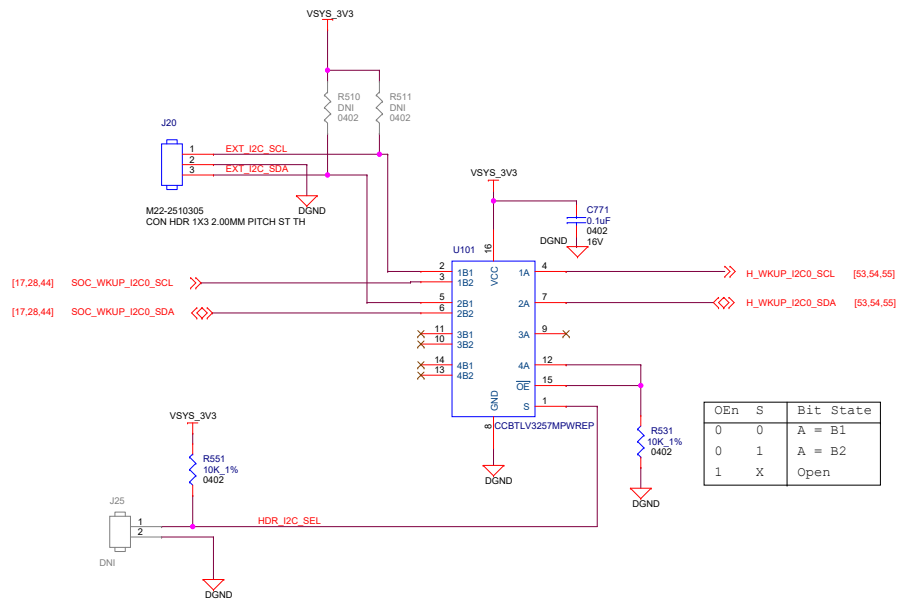 VSYS_3V3
R510
DNI
0402
R511
DNI
0402
J20
1 EXT_I2C_SCL
2
3 EXT_I2C_SDA
DGND
M22-2510305
CON HDR 1X3 2.00MM PITCH ST TH
VSYS_3V3
C771
0.1uF
0402
16V
DGND
U101
16
VCC
2 1B1
3 1B2
5 2B1
6 2B2
11 3B1
10 3B2
14 4B1
13 4B2
1A 4
2A 7
3A 9
4A 12
OE 15
S 1
GND
8
CCBTLV3257MPWREP
DGND
[17,28,44] SOC_WKUP_I2C0_SCL
[17,28,44] SOC_WKUP_I2C0_SDA
H_WKUP_I2C0_SCL [53,54,55]
H_WKUP_I2C0_SDA [53,54,55]
R531
10K_1%
0402
DGND
OEn S Bit State
0 0 A = B1
0 1 A = B2
1 X Open
VSYS_3V3
R551
10K_1%
0402
J25
1
2
HDR_I2C_SEL
DNI
DGND